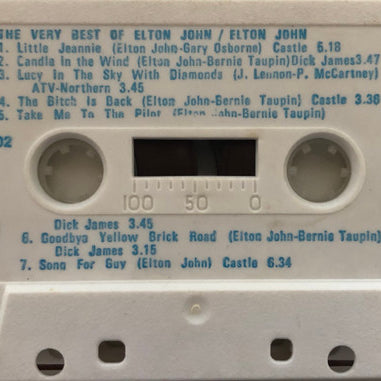 THE VERY BEST OF ELTON JOHN / ELTON JOHN
1. Little Jeannie (Elton John-Gary Osborne) Castle 6.18
2. Candle In the Wind (Elton John-Bernie Taupin)Dick James3.47
3. Lucy In The Sky With Diamonds (J. Lennon-P. McCartney)
ATV-Northern 3.45
4. The Bitch Is Back (Elton John-Bernie Taupin) Castle 3.36
5. Take Me To The Pilot (Elton John-Bernie Taupin)
02
100 50 0
Dick James 3.45
6. Goodbye Yellow Brick Road (Elton John-Bernie Taupin)
Dick James 3.15
7. Song For Guy (Elton John) Castle 6.34